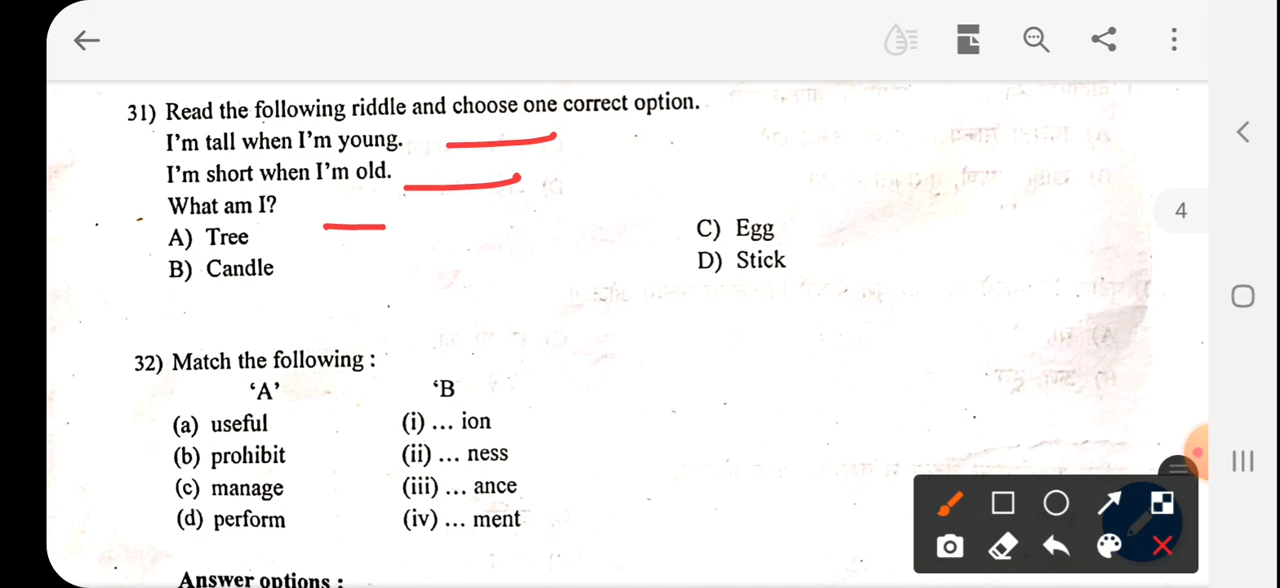 31) Read the following riddle and choose one correct option.
I'm tall when I'm young.
I'm short when I'm old.
What am I?
A) Tree
B) Candle
C) Egg
D) Stick
4
32) Match the following :
'A' 'B
(a) useful (i) ... ion
(b) prohibit (ii) ... ness
(c) manage (iii) ... ance
(d) perform (iv) ... ment
Answer options :